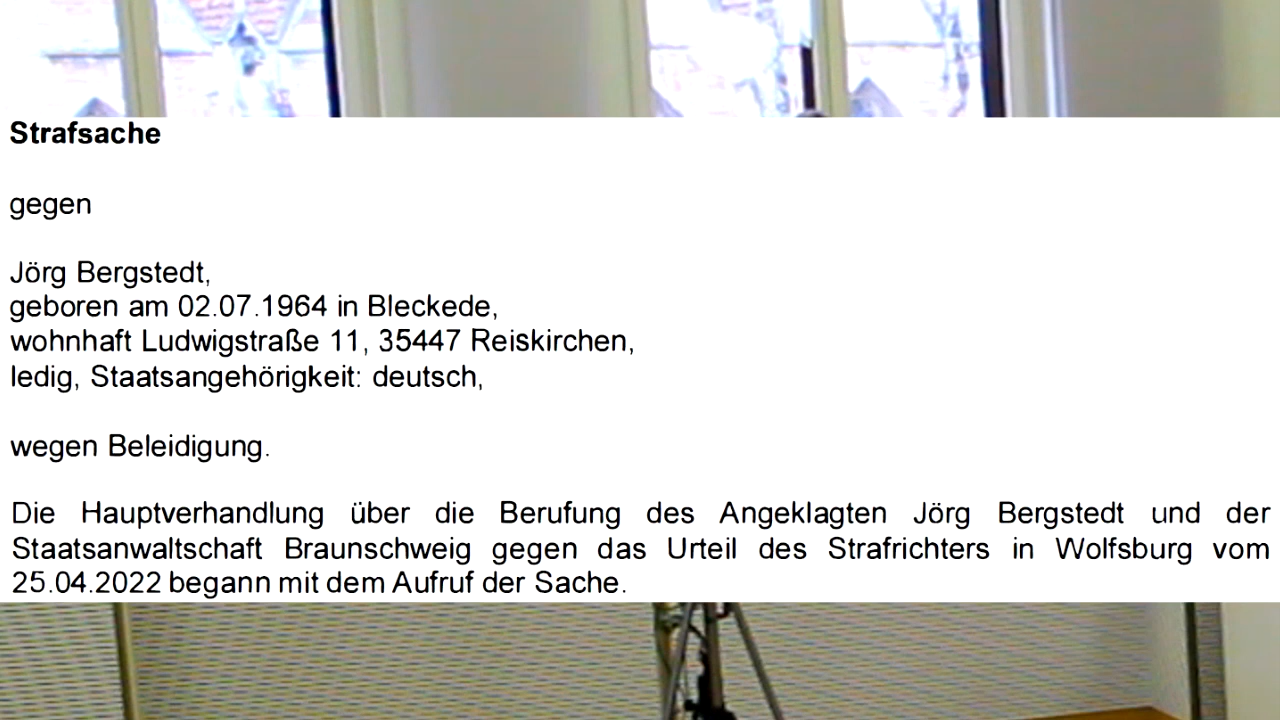 Strafsache
gegen
Jörg Bergstedt,
geboren am 02.07.1964 in Bleckede,
wohnhaft Ludwigstraße 11, 35447 Reiskirchen,
ledig, Staatsangehörigkeit: deutsch,
wegen Beleidigung.
Die Hauptverhandlung über die Berufung des Angeklagten Jörg Bergstedt und der
Staatsanwaltschaft Braunschweig gegen das Urteil des Strafrichters in Wolfsburg vom
25.04.2022 begann mit dem Aufruf der Sache.